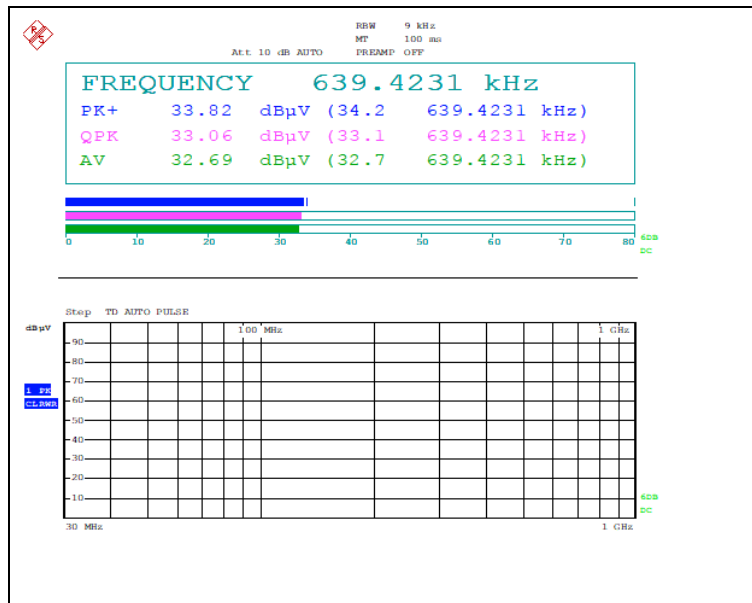 R S
RBW 9 kHz
MT 100 ms
Att 10 dB AUTO PREAMP OFF
FREQUENCY 639.4231 kHz
PK+ 33.82 dBµV (34.2 639.4231 kHz)
QPK 33.06 dBµV (33.1 639.4231 kHz)
AV 32.69 dBµV (32.7 639.4231 kHz)
0 10 20 30 40 50 60 70 80
6DB
DC
Step TD AUTO PULSE
dBµV
100 MHz 1 GHz
90
80
70
1 PK
60
CLRWR
50
40
30
20
10
6DB
DC
30 MHz 1 GHz